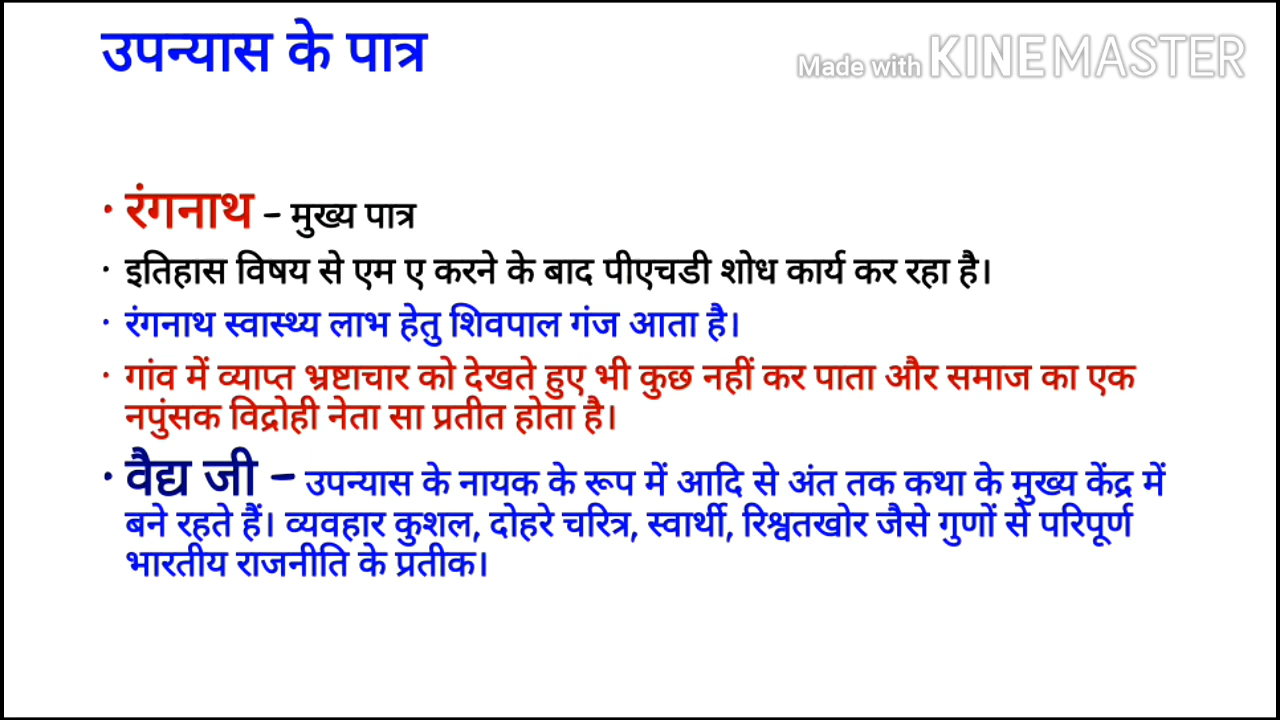 उपन्यास के पात्र
Made with KINEMASTER
• रंगनाथ – मुख्य पात्र
• इतिहास विषय से एम ए करने के बाद पीएचडी शोध कार्य कर रहा है।
• रंगनाथ स्वास्थ्य लाभ हेतु शिवपाल गंज आता है।
• गांव में व्याप्त भ्रष्टाचार को देखते हुए भी कुछ नहीं कर पाता और समाज का एक
नपुंसक विद्रोही नेता सा प्रतीत होता है।
• वैद्य जी – उपन्यास के नायक के रूप में आदि से अंत तक कथा के मुख्य केंद्र में
बने रहते हैं। व्यवहार कुशल, दोहरे चरित्र, स्वार्थी, रिश्वतखोर जैसे गुणों से परिपूर्ण
भारतीय राजनीति के प्रतीक।